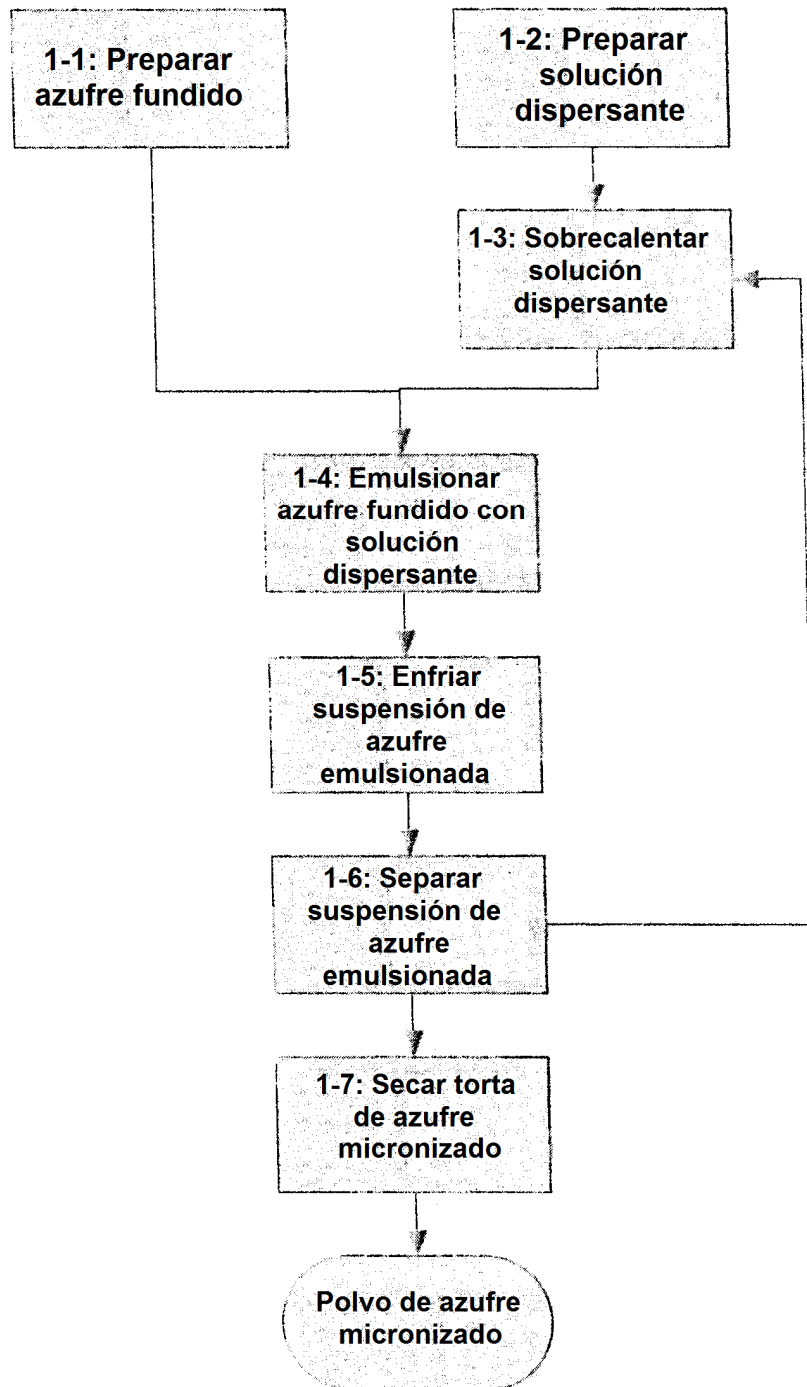 1-1: Preparar
azufre fundido
1-2: Preparar
solución
dispersante
1-3: Sobrecalentar
solución
dispersante
1-4: Emulsionar
azufre fundido con
solución
dispersante
1-5: Enfriar
suspensión de
azufre
emulsionada
1-6: Separar
suspensión de
azufre
emulsionada
1-7: Secar torta
de azufre
micronizado
Polvo de azufre
micronizado